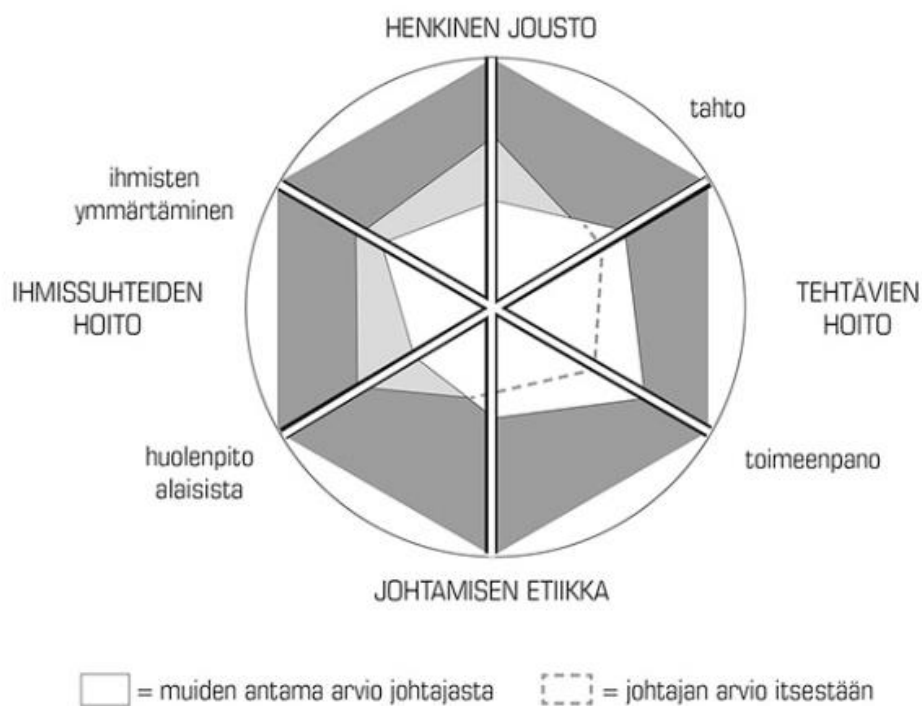 HENKINEN JOUSTO
tahto
ihmisten
ymmärtäminen
IHMISSUHTEIDEN
HOITO
TEHTÄVIEN
HOITO
huolenpito
alaisista
toimeenpano
JOHTAMISEN ETIIKKA
= muiden antama arvio johtajasta
= johtajan arvio itsestään